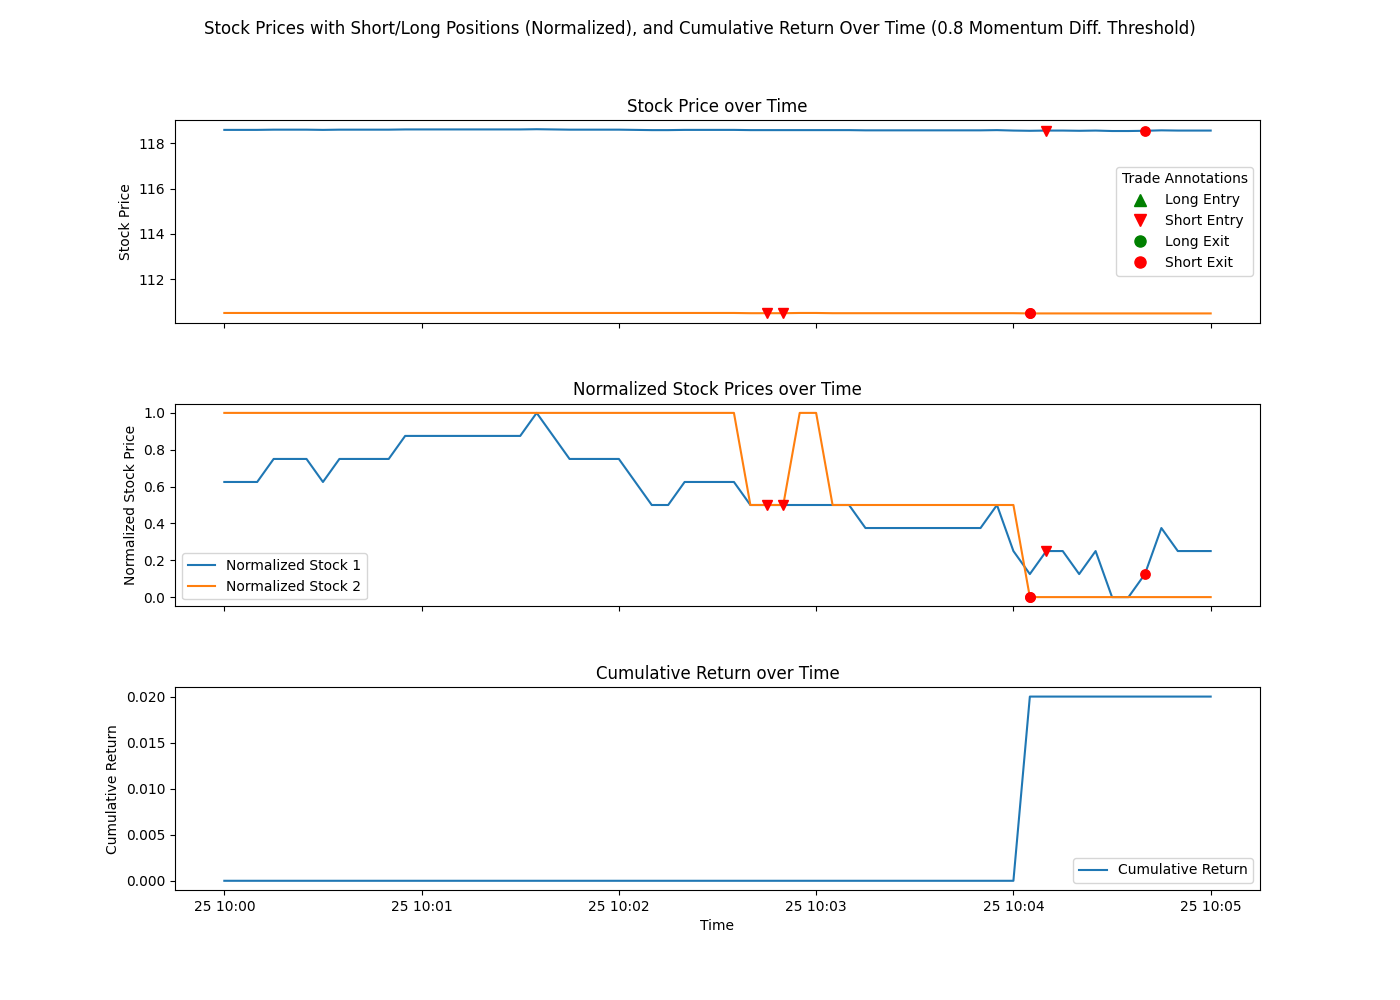 Stock Prices with Short/Long Positions (Normalized), and Cumulative Return Over Time (0.8 Momentum Diff. Threshold)
Stock Price over Time
Stock Price
118
116
114
112
Trade Annotations
Long Entry
Short Entry
Long Exit
Short Exit
Normalized Stock Prices over Time
Normalized Stock Price
1.0
0.8
0.6
0.4
0.2
0.0
Normalized Stock 1
Normalized Stock 2
Cumulative Return over Time
Cumulative Return
0.020
0.015
0.010
0.005
0.000
Cumulative Return
25 10:00 25 10:01 25 10:02 25 10:03 25 10:04 25 10:05
Time